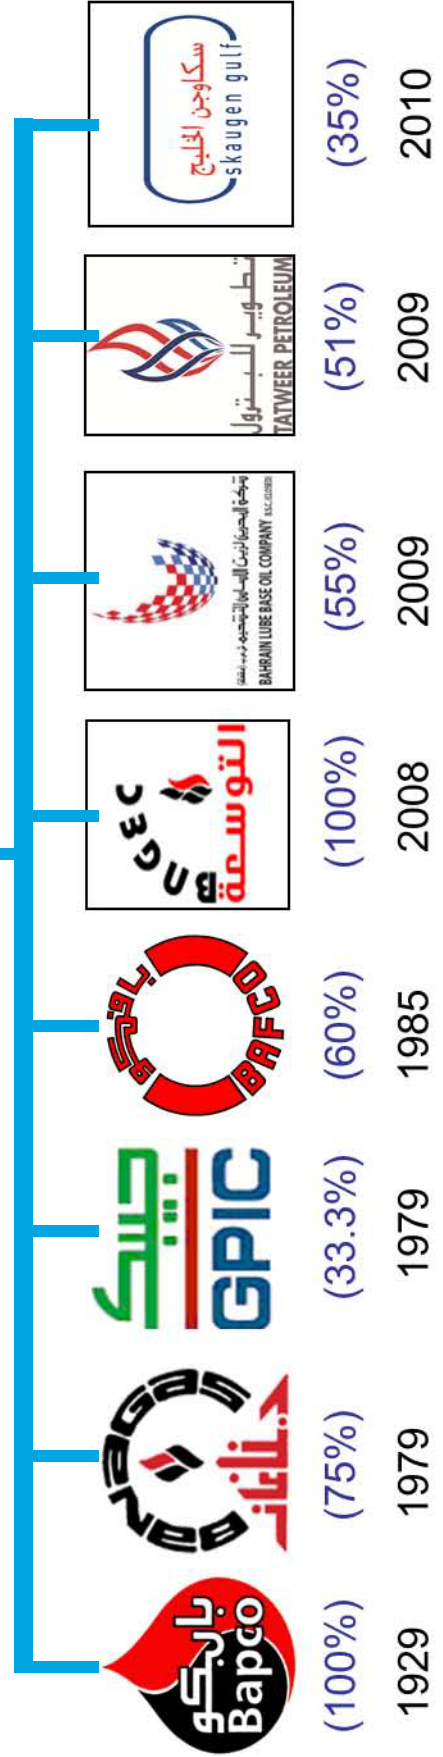 بابكو
Bapco
(100%)
1929
BANAGAS
بناغاز
(75%)
1979
جيبك
GPIC
(33.3%)
1979
بافكو
BAFCO
(60%)
1985
BNGEC
التوسعة
(100%)
2008
BAHRAIN LUBE BASE OIL COMPANY B.S.C. (CLOSED)
(55%)
2009
تطوير للبترول
TATWEER PETROLEUM
(51%)
2009
سكاوجن الخليج
skaugen gulf
(35%)
2010